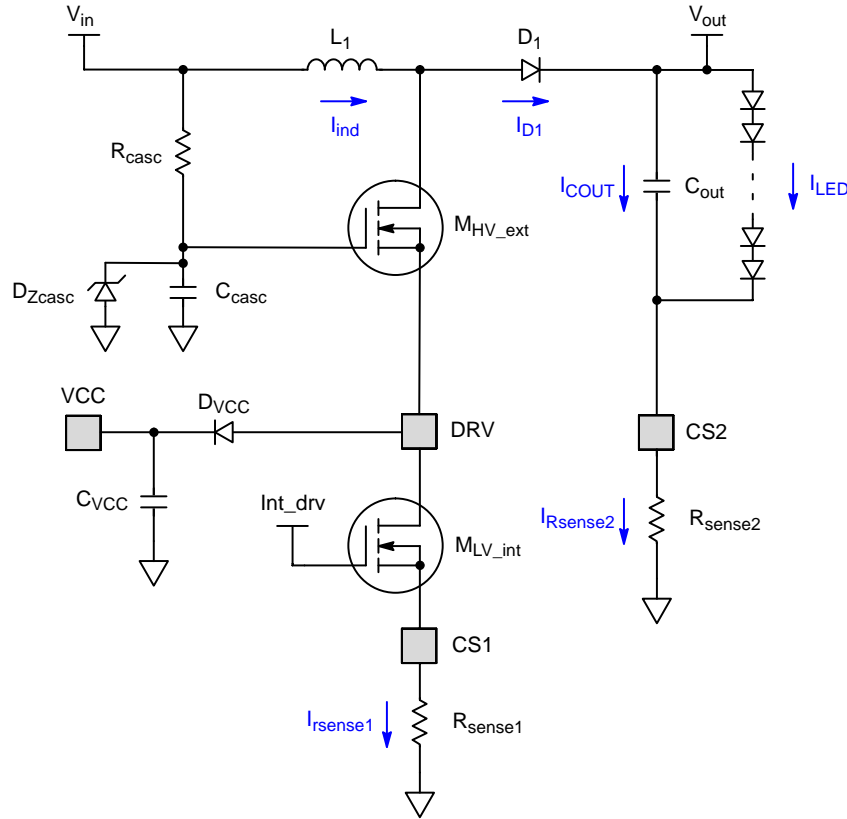 Vin
Vout
L1
D1
Iind
ID1
Rcasc
ICOUT
Cout
ILED
MHV_ext
DZcasc
Ccasc
VCC
DVCC
DRV
CS2
CVCC
Int_drv
MLV_int
IRsense2
Rsense2
CS1
Irsense1
Rsense1